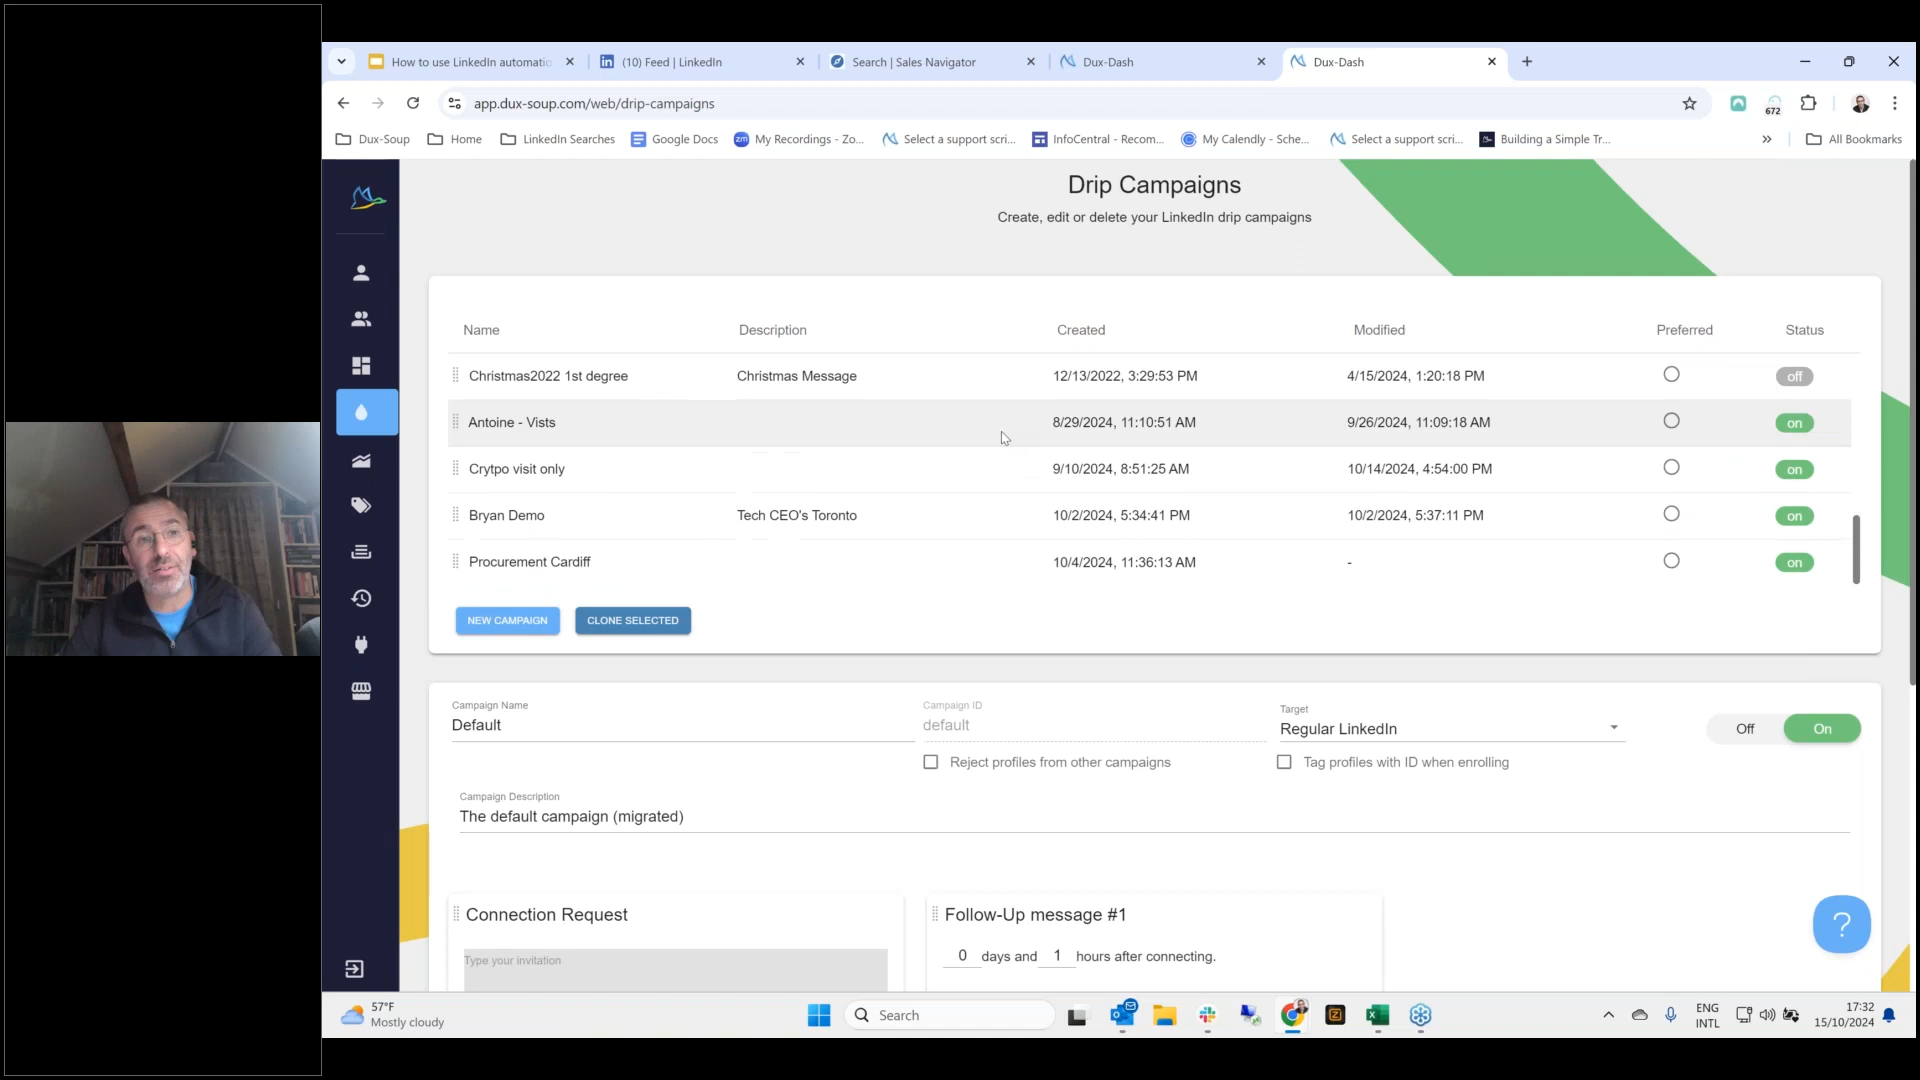 How to use LinkedIn automatio
(10) Feed | LinkedIn
Search | Sales Navigator
Dux-Dash
Dux-Dash
app.dux-soup.com/web/drip-campaigns
672
Dux-Soup
Home
LinkedIn Searches
Google Docs
zm
My Recordings - Zo...
Select a support scri...
InfoCentral - Recom...
My Calendly - Sche...
Select a support scri...
Building a Simple Tr...
All Bookmarks
Drip Campaigns
Create, edit or delete your LinkedIn drip campaigns
Name Description Created Modified Preferred Status
Christmas2022 1st degree Christmas Message 12/13/2022, 3:29:53 PM 4/15/2024, 1:20:18 PM off
Antoine - Vists 8/29/2024, 11:10:51 AM 9/26/2024, 11:09:18 AM on
Crytpo visit only 9/10/2024, 8:51:25 AM 10/14/2024, 4:54:00 PM on
Bryan Demo Tech CEO's Toronto 10/2/2024, 5:34:41 PM 10/2/2024, 5:37:11 PM on
Procurement Cardiff 10/4/2024, 11:36:13 AM - on
NEW CAMPAIGN CLONE SELECTED
Campaign Name
Default
Campaign ID
default
Target
Regular LinkedIn
Off On
Reject profiles from other campaigns
Tag profiles with ID when enrolling
Campaign Description
The default campaign (migrated)
Connection Request
Type your invitation
Follow-Up message #1
0 days and 1 hours after connecting.
?
57°F
Mostly cloudy
Search
ENG
INTL
17:32
15/10/2024